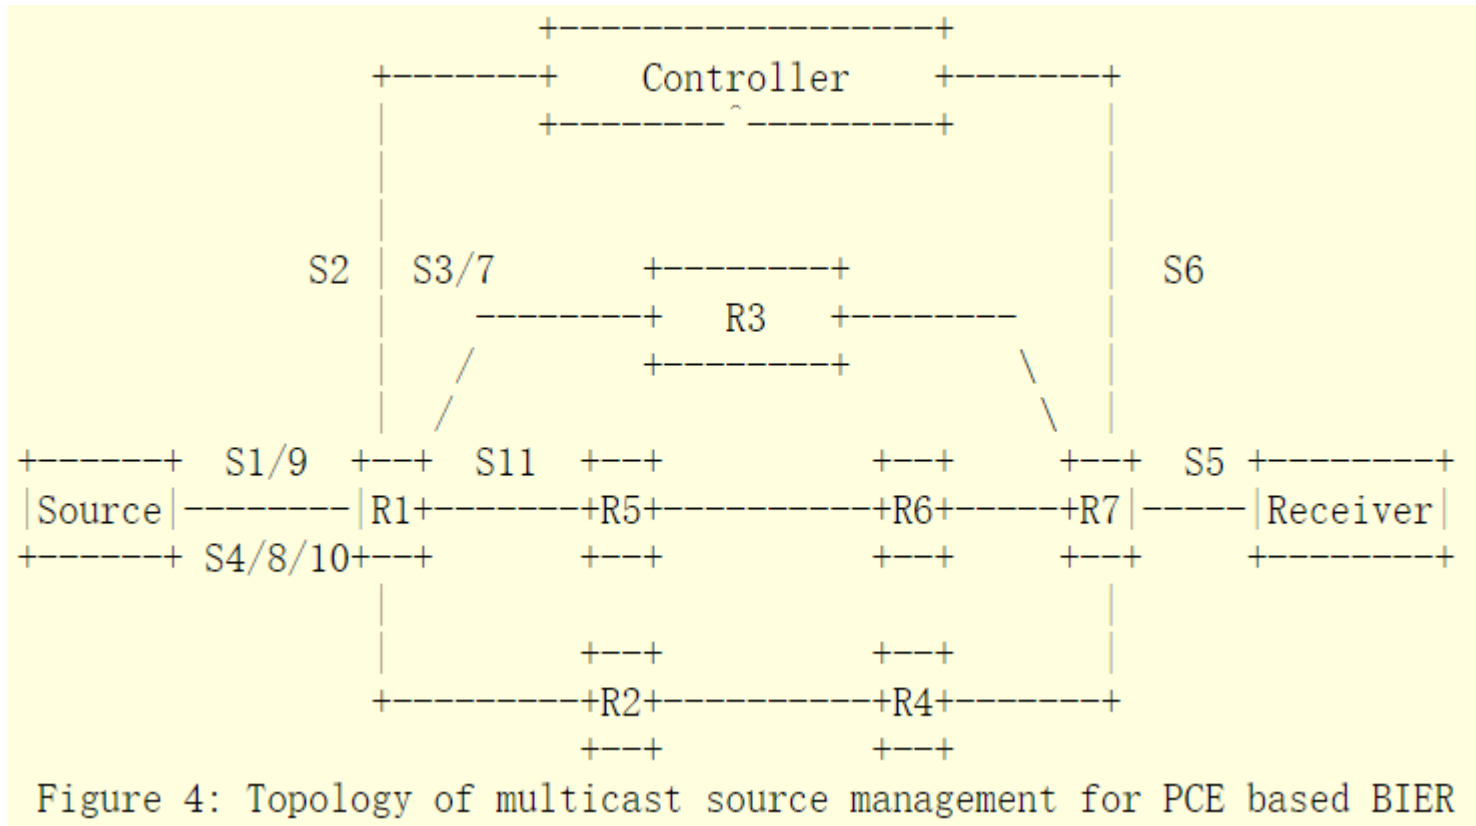 Controller
S2 S3/7 S6
R3
S1/9 S11 S5
Source R1 R5 R6 R7 Receiver
S4/8/10
R2 R4
Figure 4: Topology of multicast source management for PCE based BIER